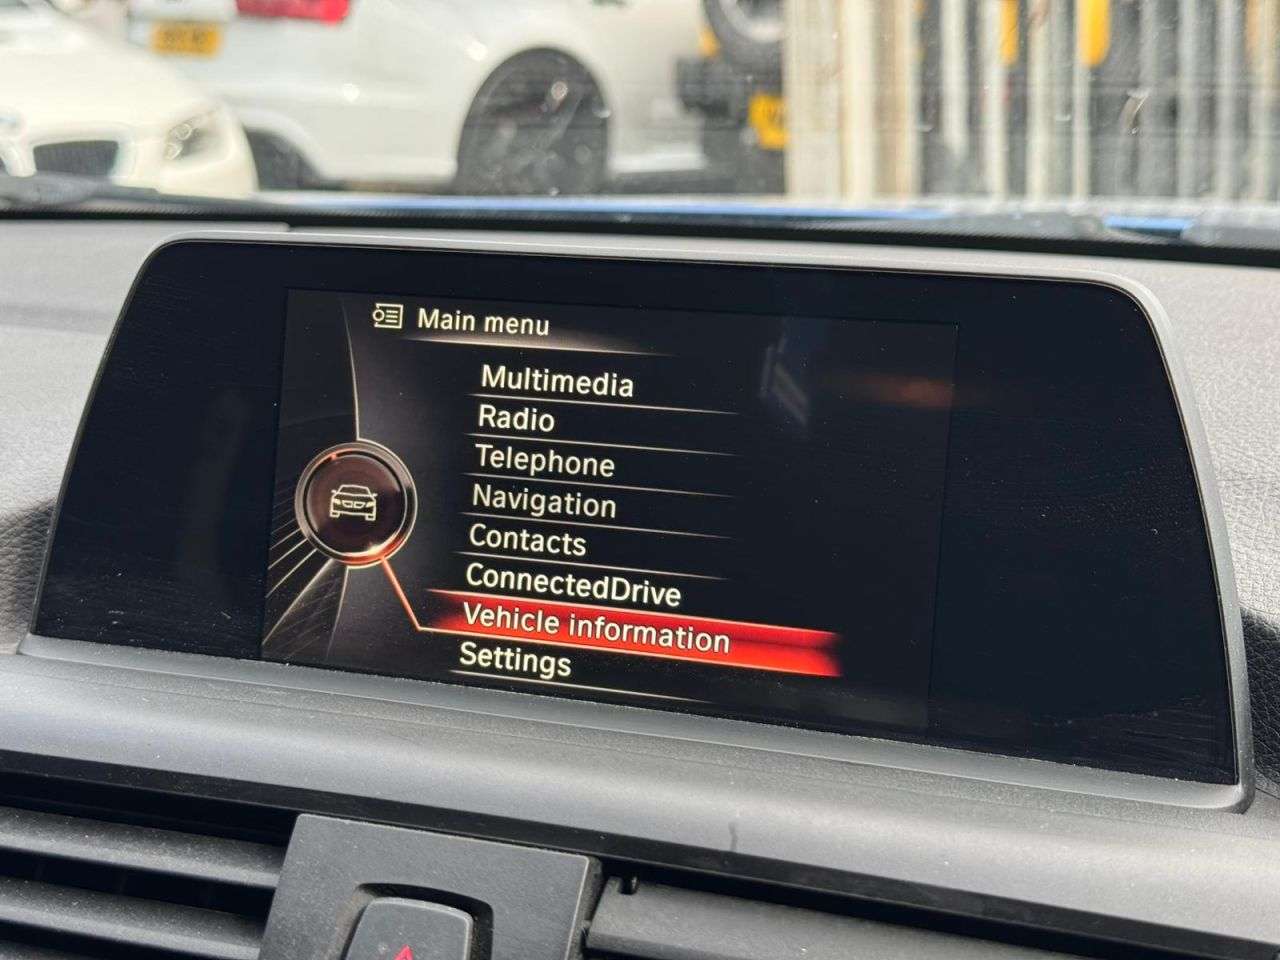 Main menu
Multimedia
Radio
Telephone
Navigation
Contacts
ConnectedDrive
Vehicle information
Settings